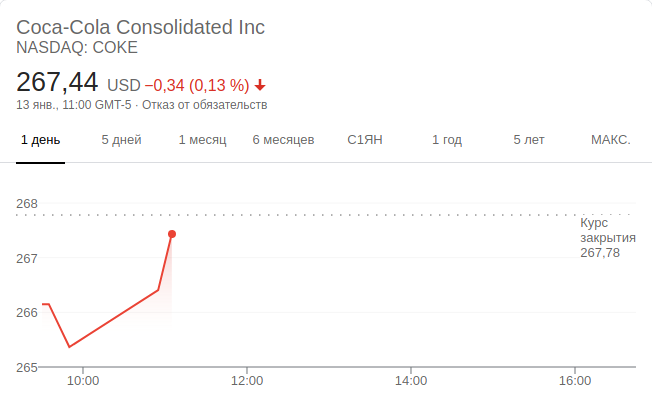 Coca-Cola Consolidated Inc
NASDAQ: COKE
267,44 USD −0,34 (0,13 %)
13 янв., 11:00 GMT-5 · Отказ от обязательств
1 день 5 дней 1 месяц 6 месяцев С1ЯН 1 год 5 лет МАКС.
268
Курс
закрытия
267,78
267
266
265
10:00 12:00 14:00 16:00